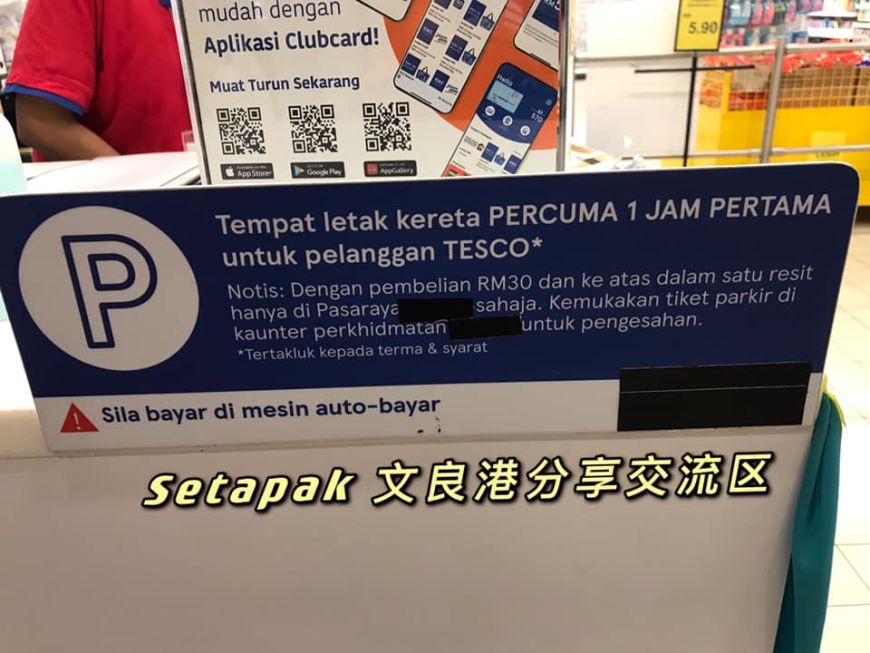 mudah dengan
Aplikasi Clubcard!
Muat Turun Sekarang
App Store
Google Play
AppGallery
Hello
5.90
P
Tempat letak kereta PERCUMA 1 JAM PERTAMA
untuk pelanggan TESCO*
Notis: Dengan pembelian RM30 dan ke atas dalam satu resit
hanya di Pasaraya sahaja. Kemukakan tiket parkir di
kaunter perkhidmatan untuk pengesahan.
*Tertakluk kepada terma & syarat
Sila bayar di mesin auto-bayar
Setapak 文良港分享交流区